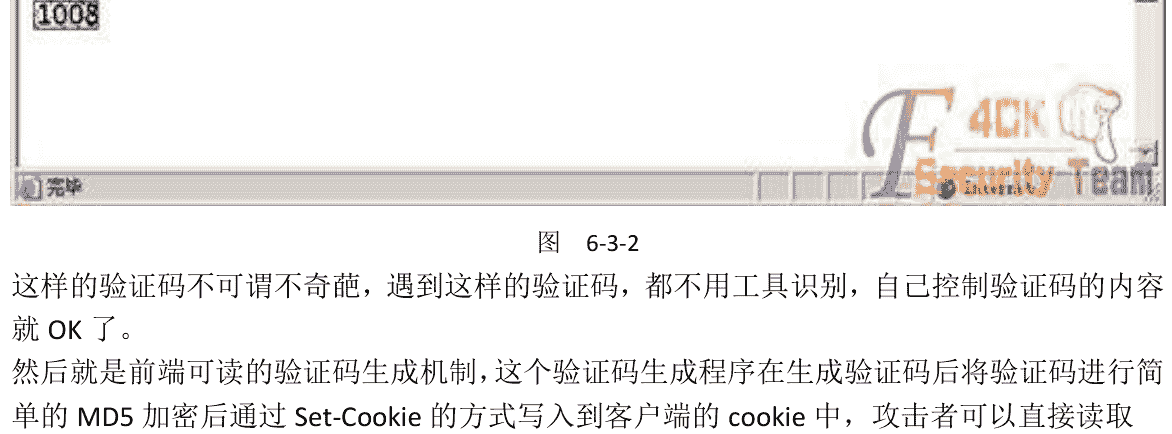 1008
F4CK
Security Team
完毕
Internet
图 6-3-2
这样的验证码不可谓不奇葩，遇到这样的验证码，都不用工具识别，自己控制验证码的内容
就 OK 了。
然后就是前端可读的验证码生成机制，这个验证码生成程序在生成验证码后将验证码进行简
单的 MD5 加密后通过 Set-Cookie 的方式写入到客户端的 cookie 中，攻击者可以直接读取